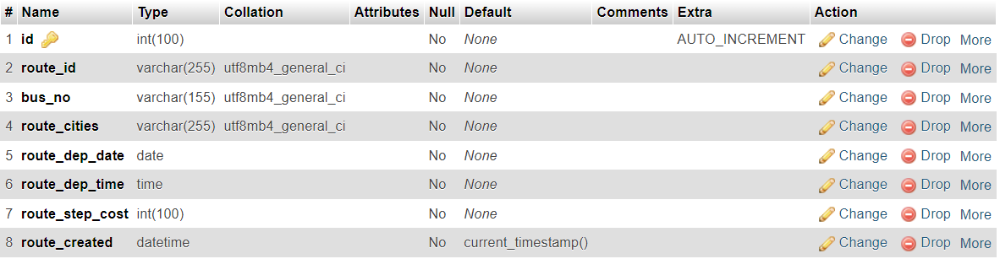 # Name Type Collation Attributes Null Default Comments Extra Action
1 id int(100) No None AUTO_INCREMENT Change Drop More
2 route_id varchar(255) utf8mb4_general_ci No None Change Drop More
3 bus_no varchar(155) utf8mb4_general_ci No None Change Drop More
4 route_cities varchar(255) utf8mb4_general_ci No None Change Drop More
5 route_dep_date date No None Change Drop More
6 route_dep_time time No None Change Drop More
7 route_step_cost int(100) No None Change Drop More
8 route_created datetime No current_timestamp() Change Drop More